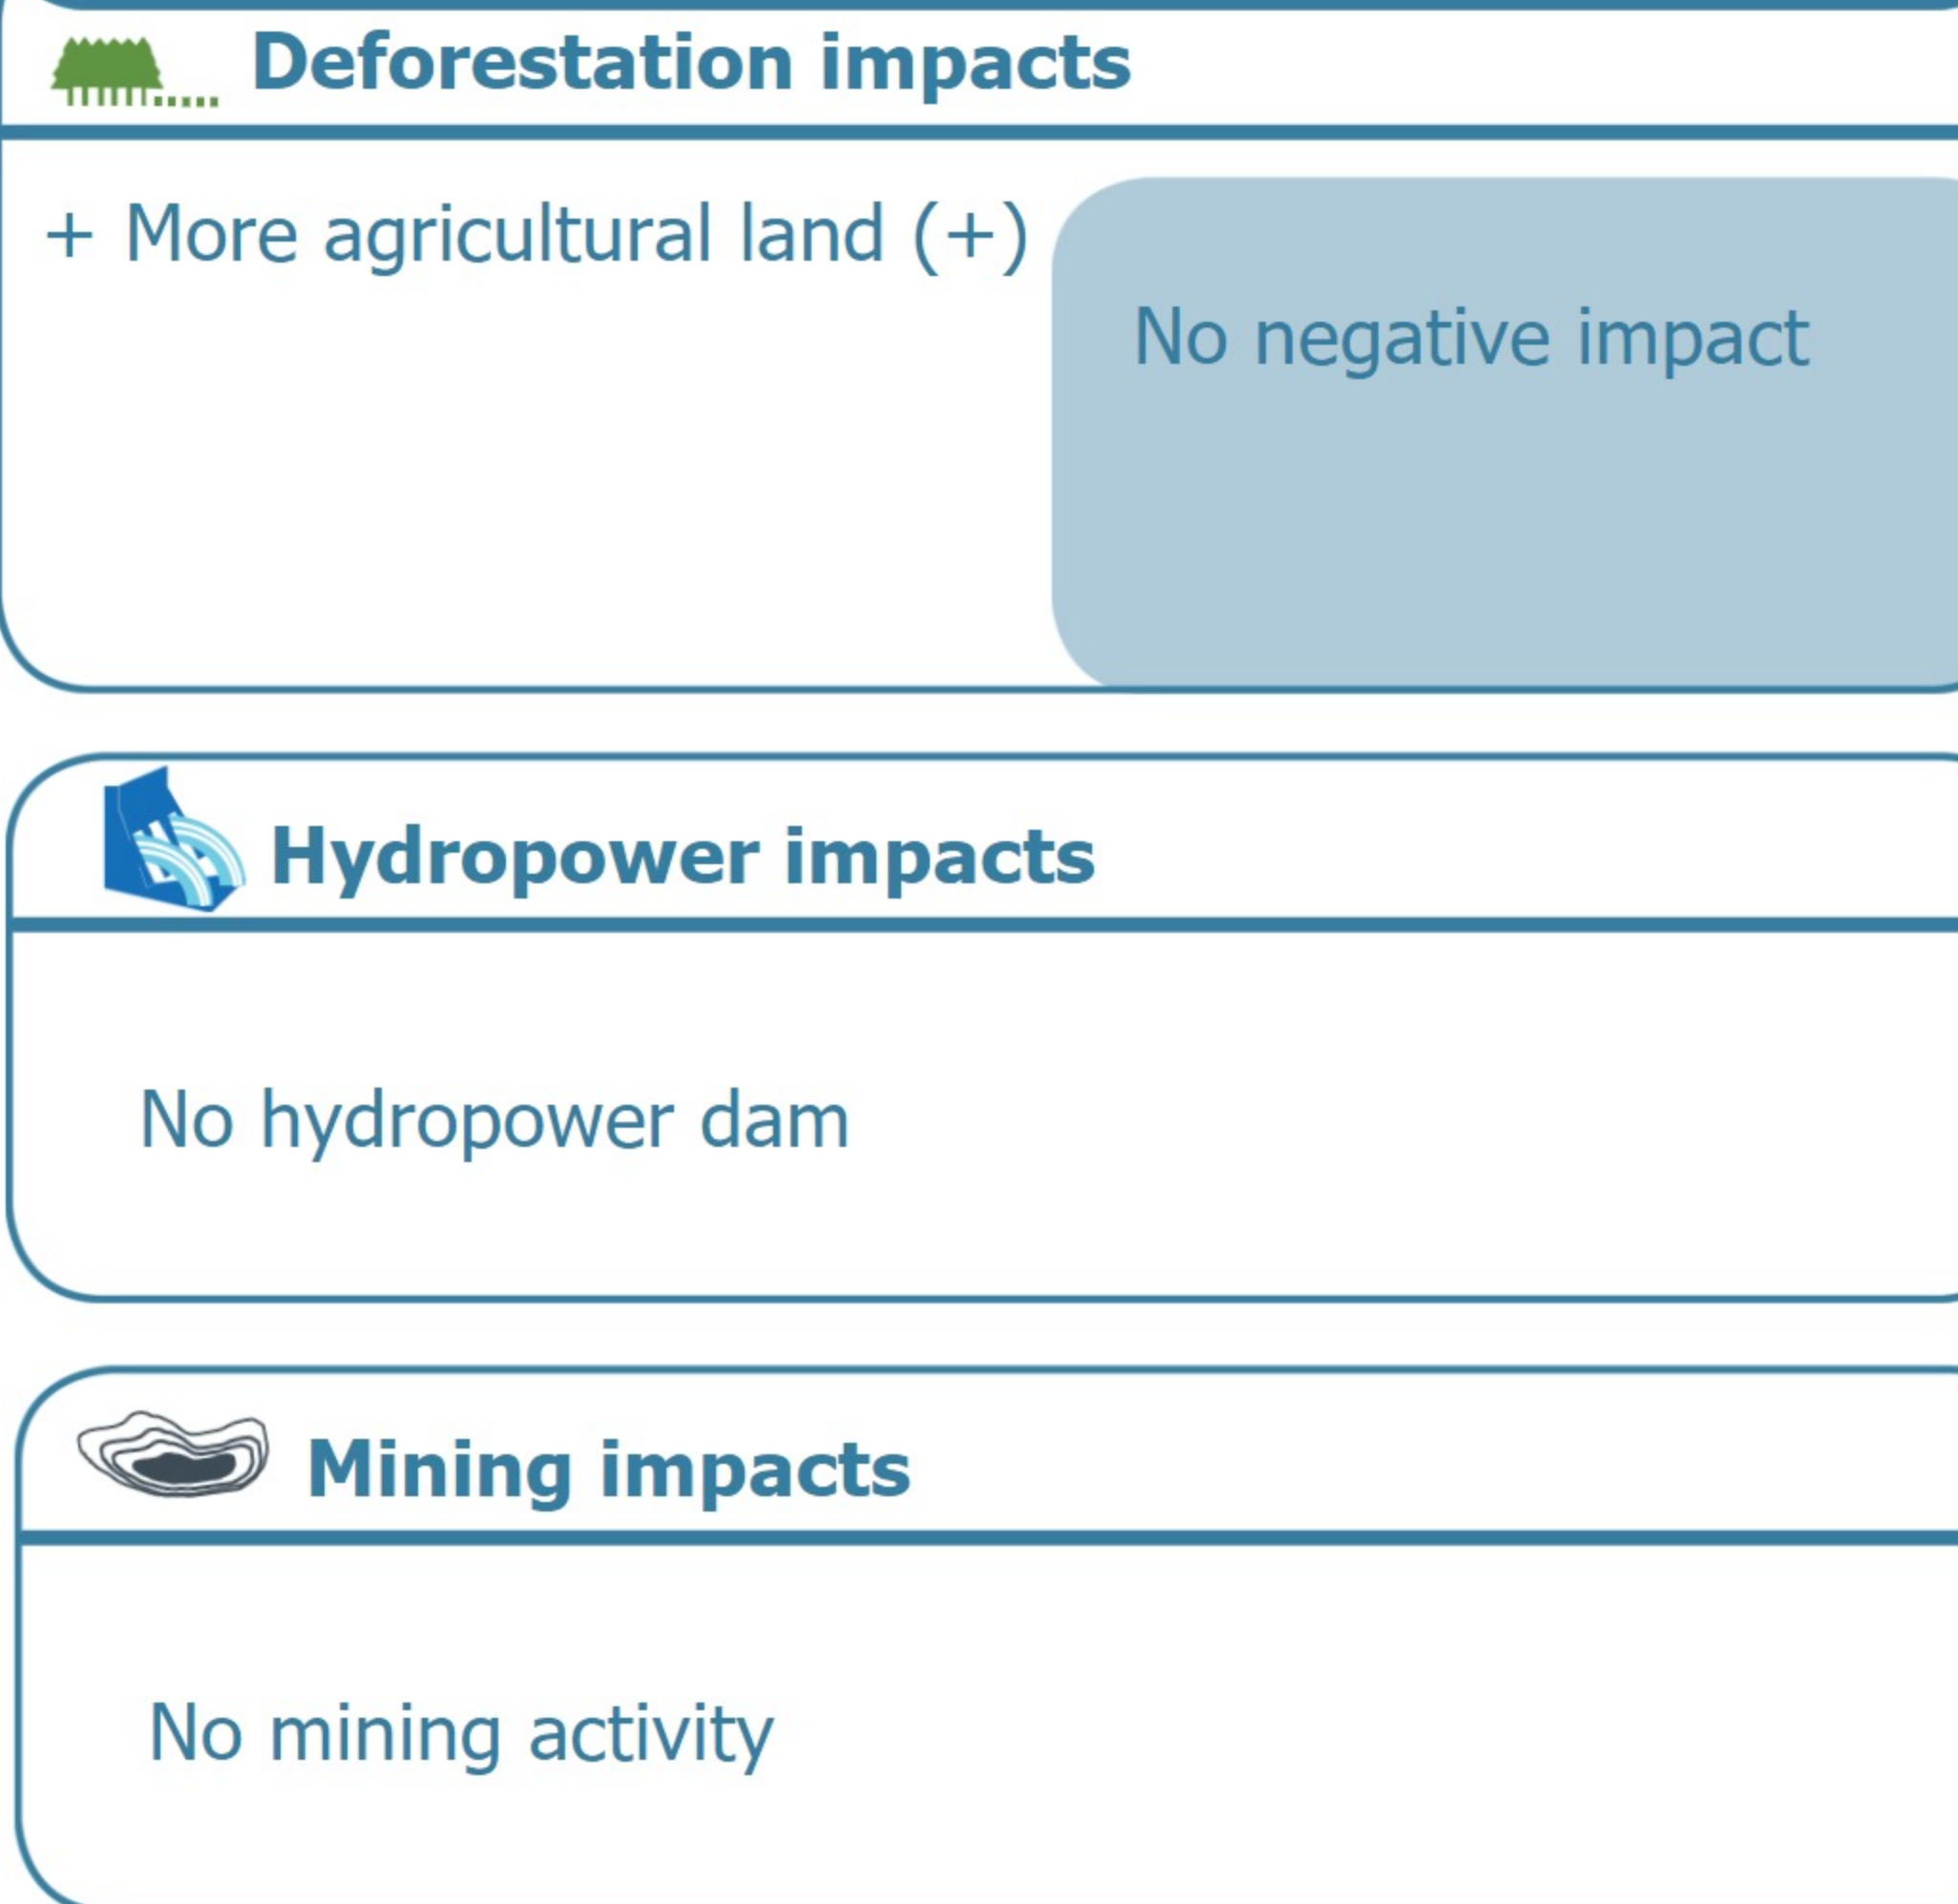 Deforestation impacts
+ More agricultural land (+)
No negative impact
Hydropower impacts
No hydropower dam
Mining impacts
No mining activity